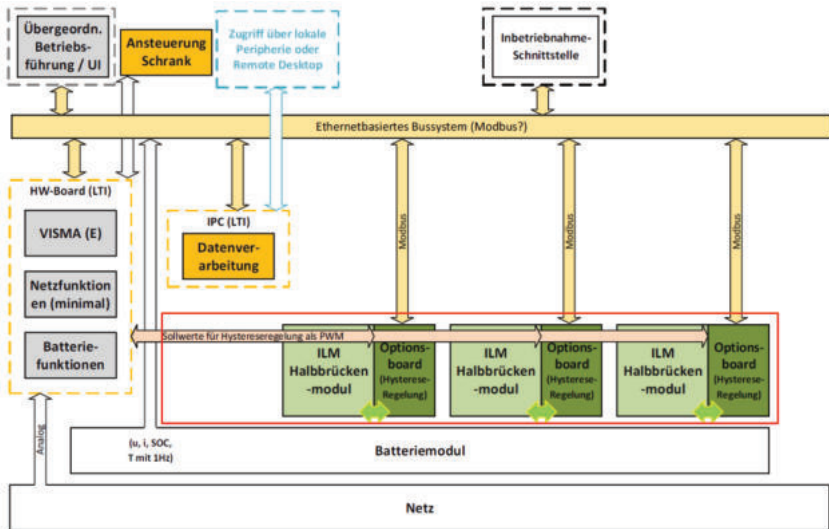 Übergeordn.
Betriebs-
führung / UI
Ansteuerung
Schrank
Zugriff über lokale
Peripherie oder
Remote Desktop
Inbetriebnahme-
Schnittstelle
Ethernetbasiertes Bussystem (Modbus?)
HW-Board (LTI)
VISMA (E)
Netzfunktion
en (minimal)
Batterie-
funktionen
IPC (LTI)
Datenver-
arbeitung
Modbus
Modbus
Modbus
Sollwerte für Hystereseregelung als PWM
ILM
Halbbrücken
-modul
Options-
board
(Hysterese-
Regelung)
ILM
Halbbrücken
-modul
Options-
board
(Hysterese-
Regelung)
ILM
Halbbrücken
-modul
Options-
board
(Hysterese-
Regelung)
Analog
(u, i, SOC,
T mit 1Hz)
Batteriemodul
Netz